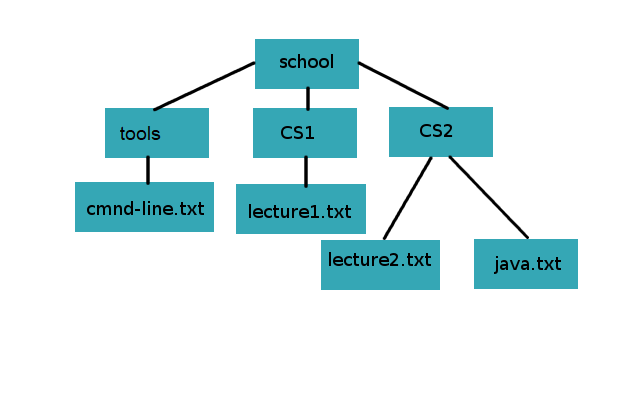 school
tools
CS1
CS2
cmnd-line.txt
lecture1.txt
lecture2.txt
java.txt